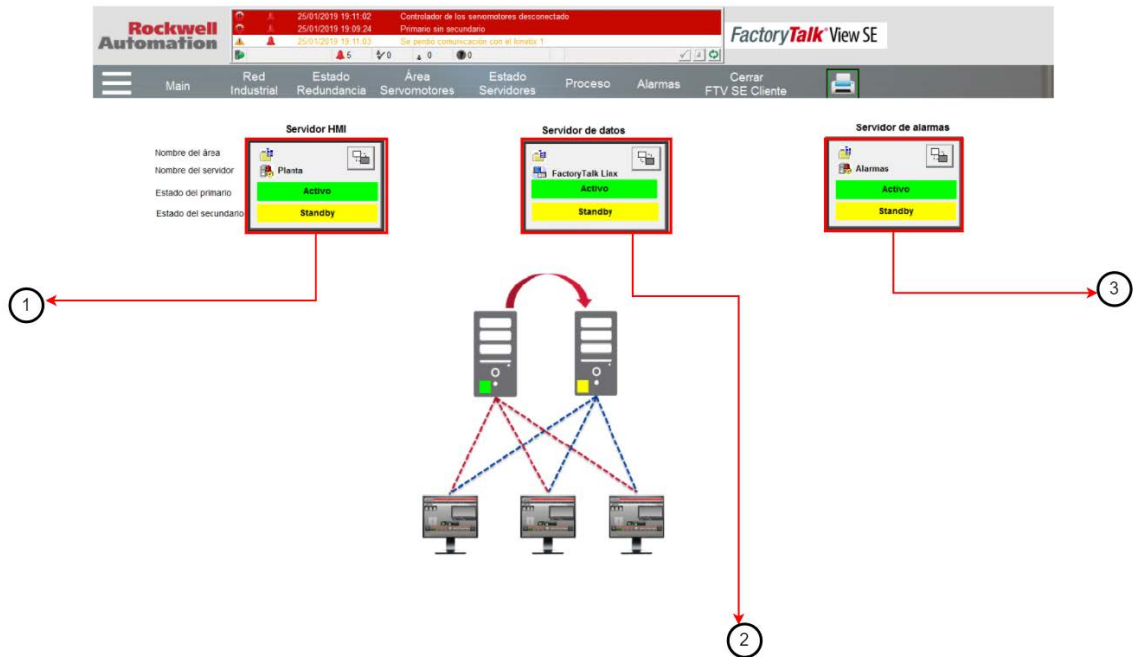 Rockwell
Automation
25/01/2019 19:11:02 Controlador de los servomotores desconectado
25/01/2019 19:09:24 Primario sin secundario
25/01/2019 19:11:03 Se perdio comunicación con el kinetix 1
5 0 0 0
FactoryTalk View SE
Main
Red
Industrial
Estado
Redundancia
Área
Servomotores
Estado
Servidores
Proceso
Alarmas
Cerrar
FTV SE Cliente
Servidor HMI
Servidor de datos
Servidor de alarmas
Nombre del área
Nombre del servidor
Estado del primario
Estado del secundario
Planta
Activo
Standby
FactoryTalk Linx
Activo
Standby
Alarmas
Activo
Standby
1
3
2